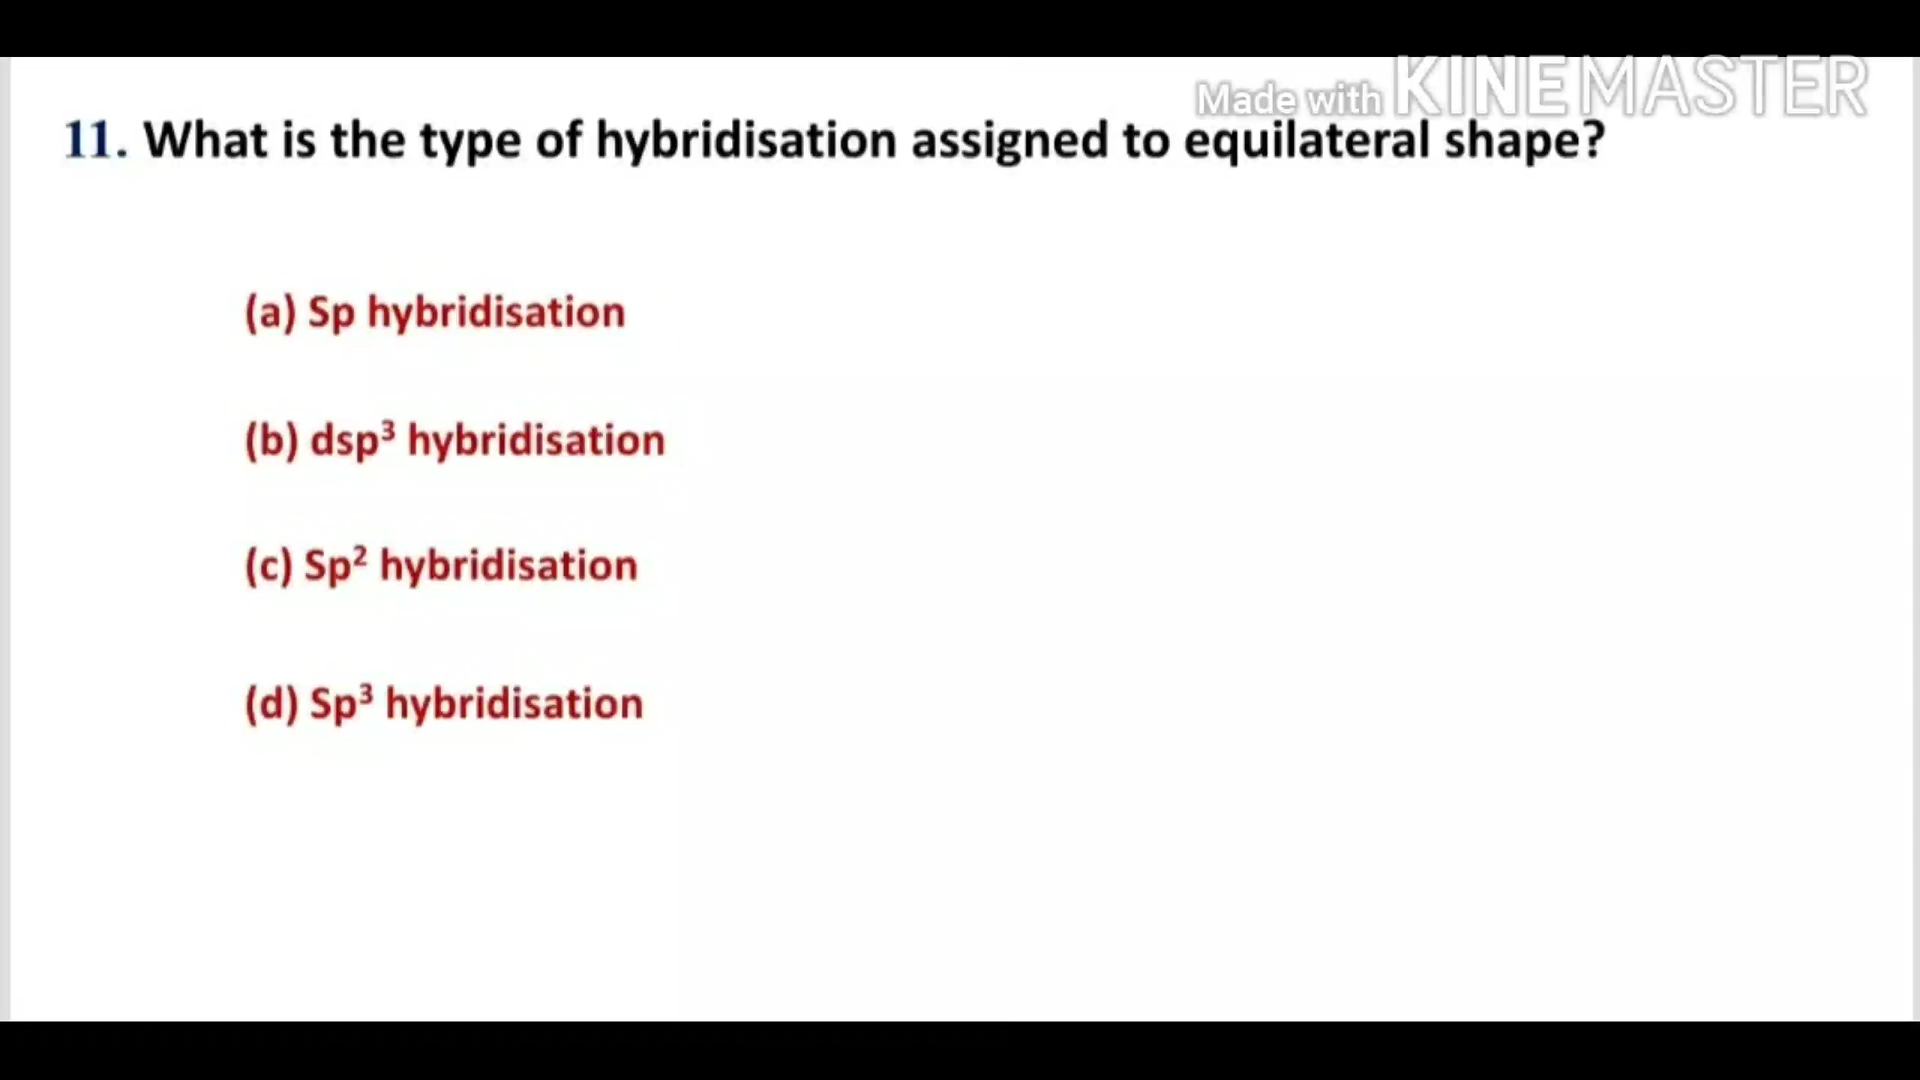 Made with KINEMASTER
11. What is the type of hybridisation assigned to equilateral shape?
(a) Sp hybridisation
(b) dsp³ hybridisation
(c) Sp² hybridisation
(d) Sp³ hybridisation